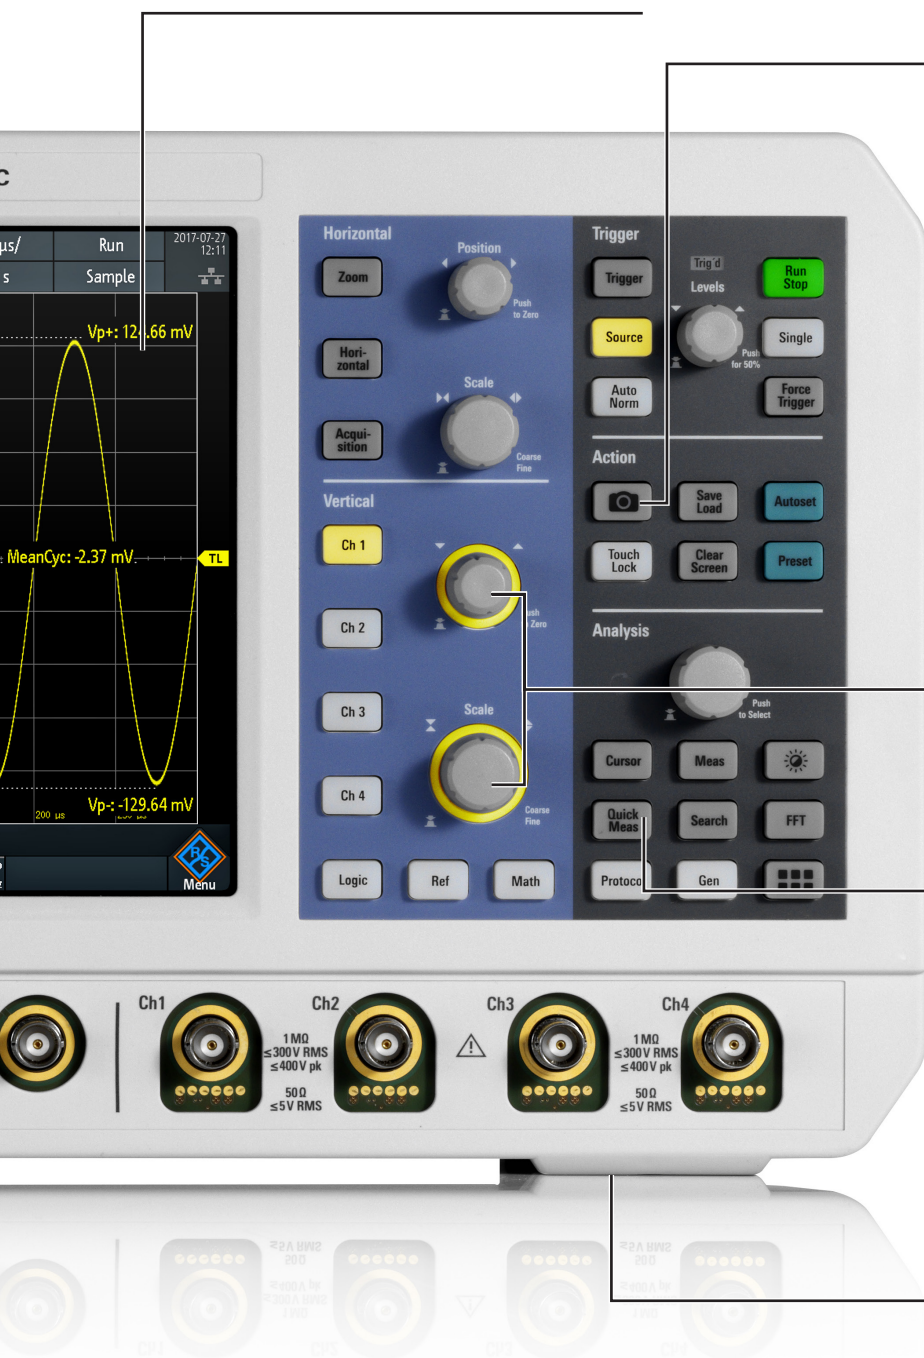 C
µs/
Run
2017-07-27
12:11
s
Sample
Vp+: 12 .66 mV
MeanCyc: -2.37 mV
TL
Vp-: -129.64 mV
200 µs
R S
Menu
Horizontal
Zoom
Position
Push
to Zero
Hori-
zontal
Scale
Acqui-
sition
Coarse
Fine
Vertical
Ch 1
Ch 2
Zero
Ch 3
Scale
Ch 4
Coarse
Fine
Logic
Ref
Math
Trigger
Trigger
Trig'd
Levels
Run
Stop
Source
Push
for 50%
Single
Auto
Norm
Force
Trigger
Action
Save
Load
Autoset
Touch
Lock
Clear
Screen
Preset
Analysis
Push
to Select
Cursor
Meas
Quick
Meas
Search
FFT
Protocol
Gen
Ch1
Ch2
Ch3
Ch4
1 MΩ
≤300 V RMS
≤400 V pk
50 Ω
≤5 V RMS
1 MΩ
≤300 V RMS
≤400 V pk
50 Ω
≤5 V RMS